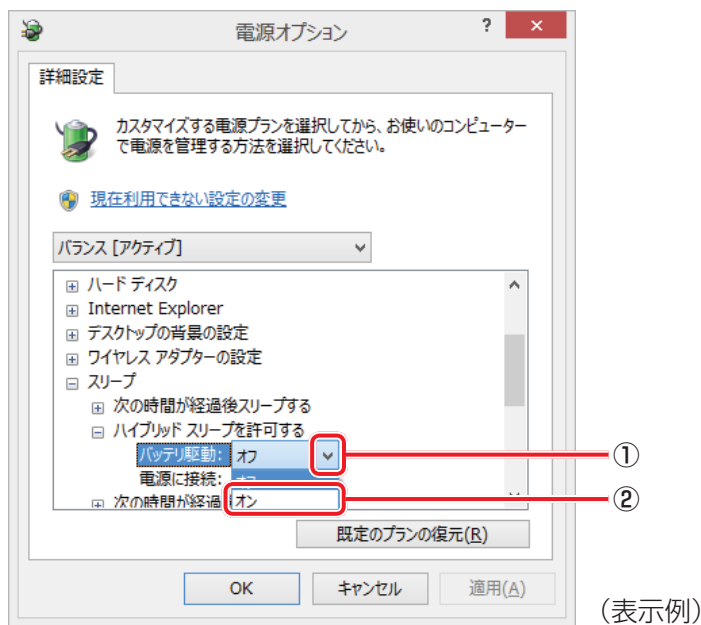 電源オプション
?
×
詳細設定
カスタマイズする電源プランを選択してから、お使いのコンピューター
で電源を管理する方法を選択してください。
現在利用できない設定の変更
バランス [アクティブ]
ハード ディスク
Internet Explorer
デスクトップの背景の設定
ワイヤレス アダプターの設定
スリープ
次の時間が経過後スリープする
ハイブリッド スリープを許可する
バッテリ駆動: オフ
①
電源に接続: オフ
次の時間が経過 オン
②
既定のプランの復元(R)
OK キャンセル 適用(A)
（表示例）